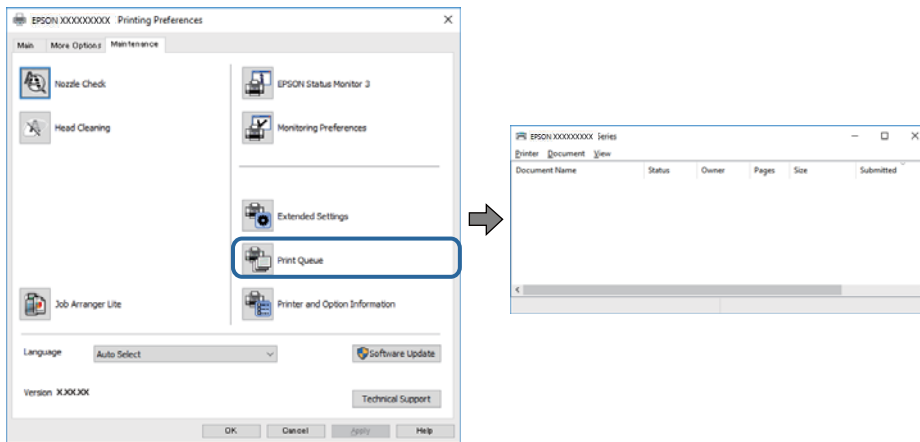 EPSON XXXXXXXXX Printing Preferences
Main More Options Maintenance
Nozzle Check
EPSON Status Monitor 3
Head Cleaning
Monitoring Preferences
Extended Settings
Print Queue
Job Arranger Lite
Printer and Option Information
Language Auto Select
Software Update
Version X.XX.XX
Technical Support
OK Cancel Apply Help
EPSON XXXXXXXXX Series
Printer Document View
Document Name Status Owner Pages Size Submitted